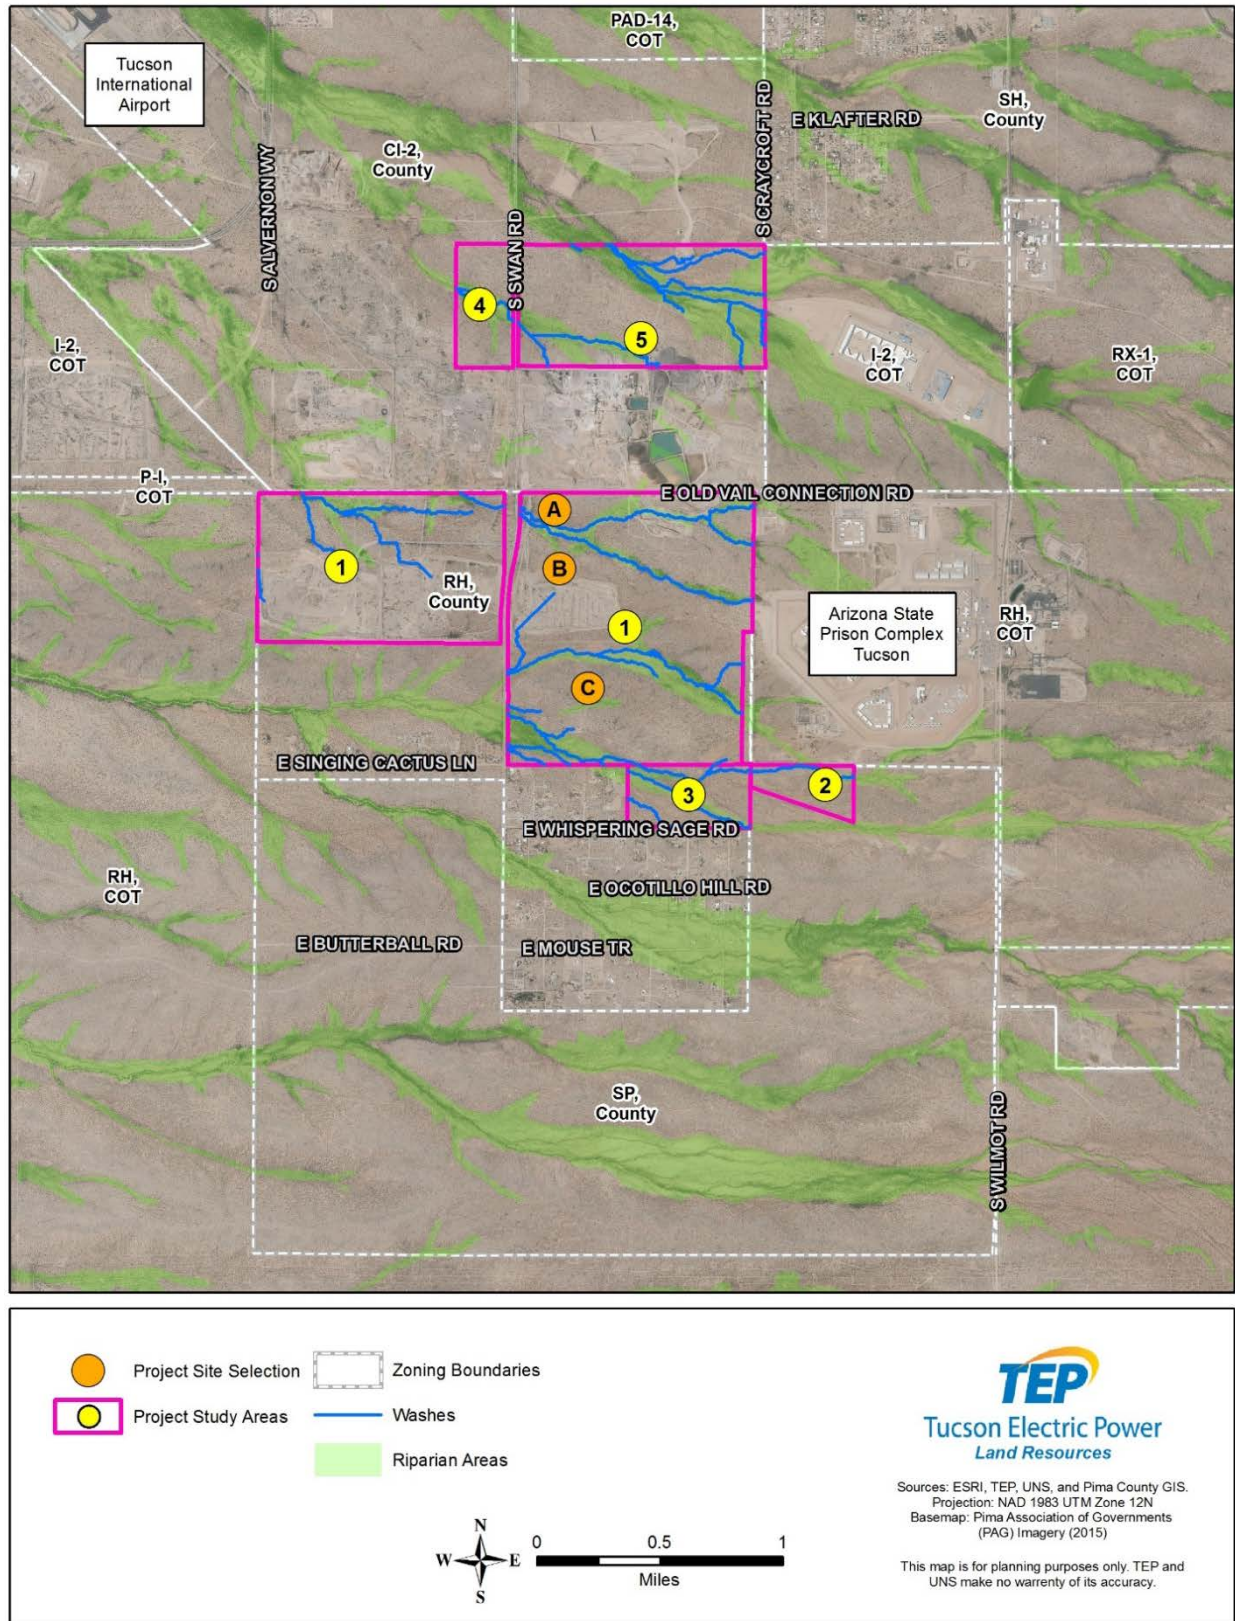 PAD-14,
COT
Tucson
International
Airport
S CRAYCROFT RD
SH,
County
E KLAFTER RD
CI-2,
County
S ALVERNON WY
S SWAN RD
4
5
I-2,
COT
I-2,
COT
RX-1,
COT
P-I,
COT
E OLD VAIL CONNECTION RD
A
B
1
RH,
County
1
Arizona State
Prison Complex
Tucson
RH,
COT
C
E SINGING CACTUS LN
2
3
E WHISPERING SAGE RD
RH,
COT
E OCOTILLO HILL RD
E BUTTERBALL RD
E MOUSE TR
SP,
County
S WILMOT RD
Project Site Selection
Project Study Areas
Zoning Boundaries
Washes
Riparian Areas
N
W
E
S
0
0.5
1
Miles
TEP
Tucson Electric Power
Land Resources
Sources: ESRI, TEP, UNS, and Pima County GIS.
Projection: NAD 1983 UTM Zone 12N
Basemap: Pima Association of Governments
(PAG) Imagery (2015)
This map is for planning purposes only. TEP and
UNS make no warrenty of its accuracy.